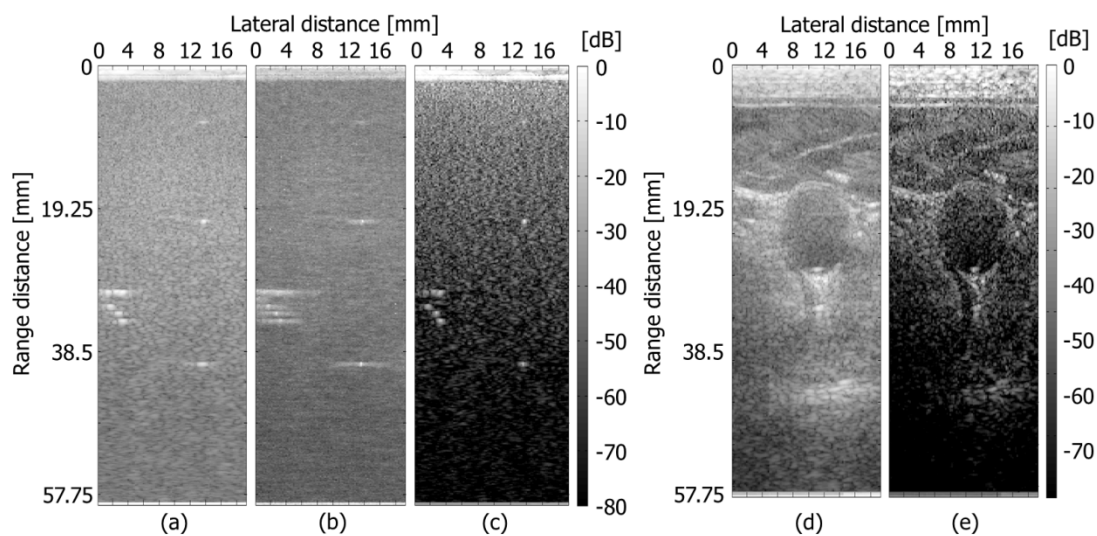 Lateral distance [mm]
0 4 8 12 16 0 4 8 12 16 0 4 8 12 16
[dB]
0
19.25
38.5
57.75
Range distance [mm]
0
-10
-20
-30
-40
-50
-60
-70
-80
(a) (b) (c)
Lateral distance [mm]
0 4 8 12 16 0 4 8 12 16
[dB]
0
19.25
38.5
57.75
Range distance [mm]
0
-10
-20
-30
-40
-50
-60
-70
(d) (e)